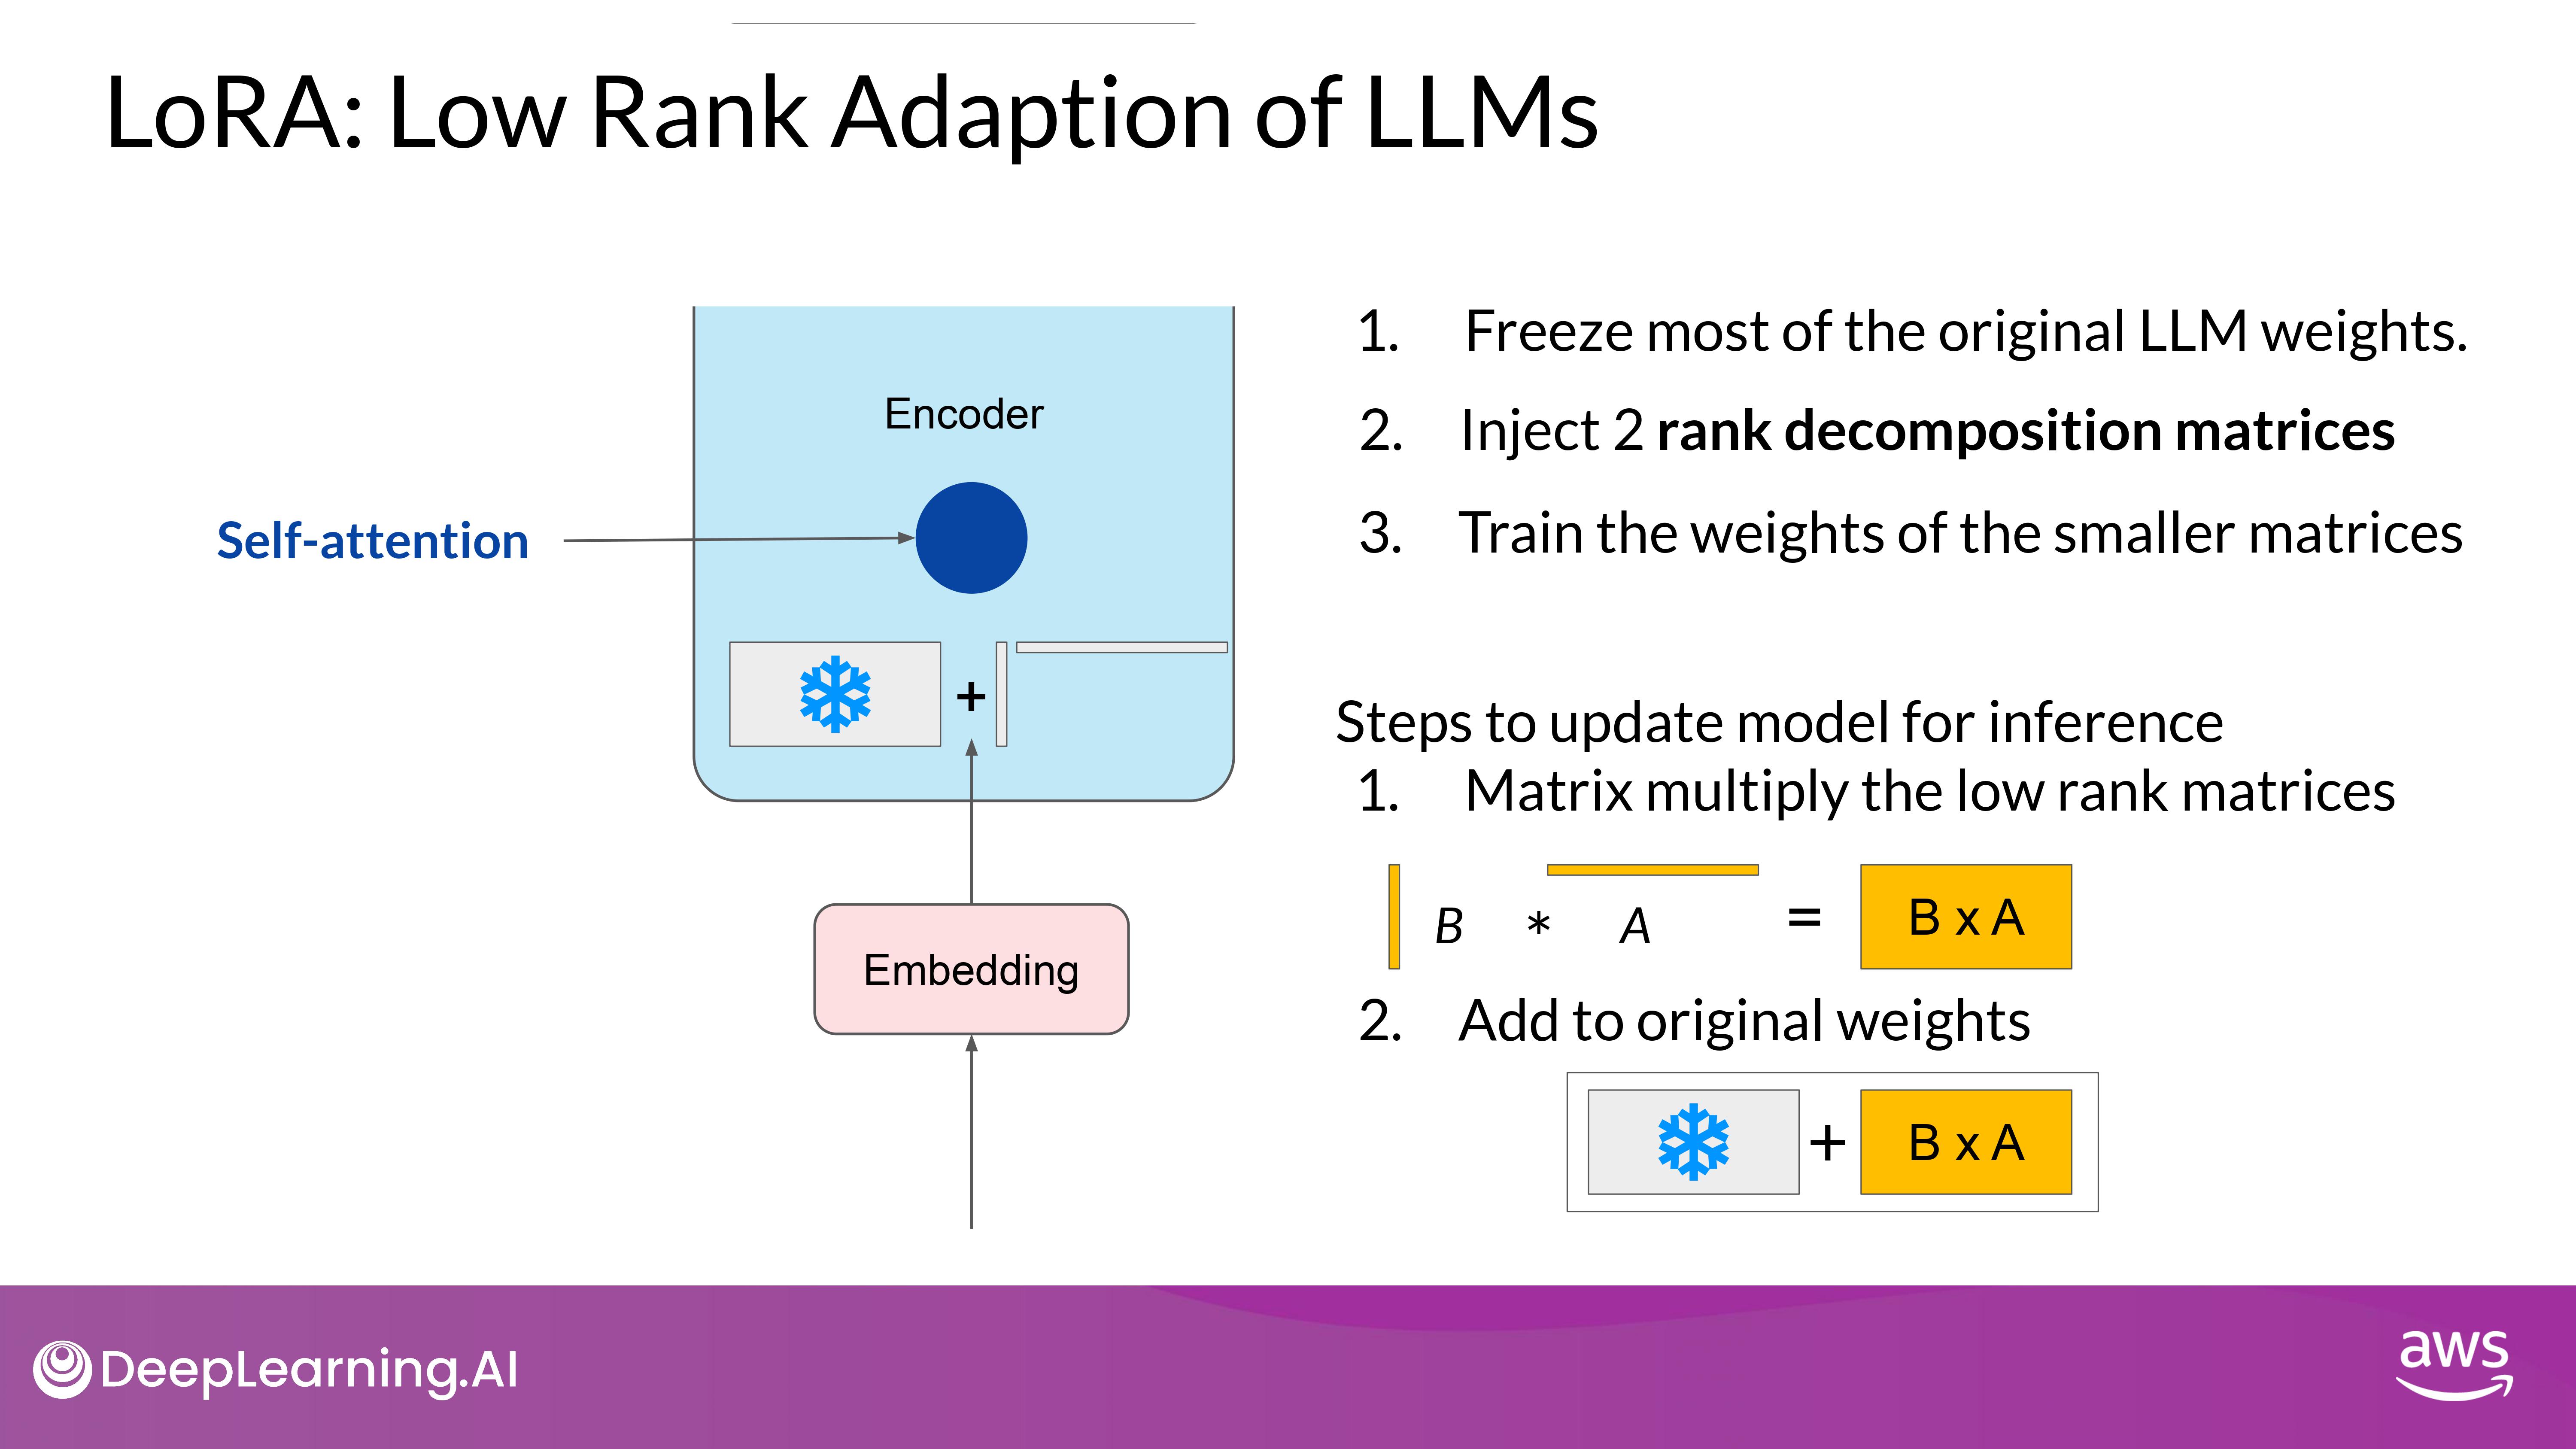 LoRA: Low Rank Adaption of LLMs
Encoder
Self-attention
+
Embedding
1. Freeze most of the original LLM weights.
2. Inject 2 rank decomposition matrices
3. Train the weights of the smaller matrices
Steps to update model for inference
1. Matrix multiply the low rank matrices
B * A = B x A
2. Add to original weights
+ B x A
DeepLearning.AI
aws